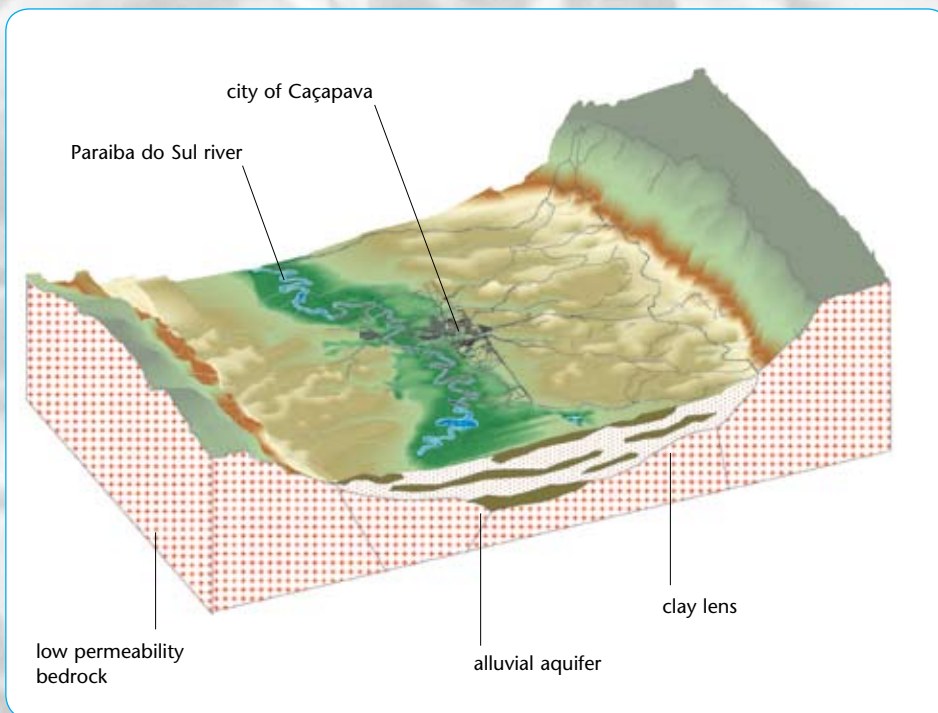 city of Caçapava
Paraiba do Sul river
clay lens
low permeability
bedrock
alluvial aquifer